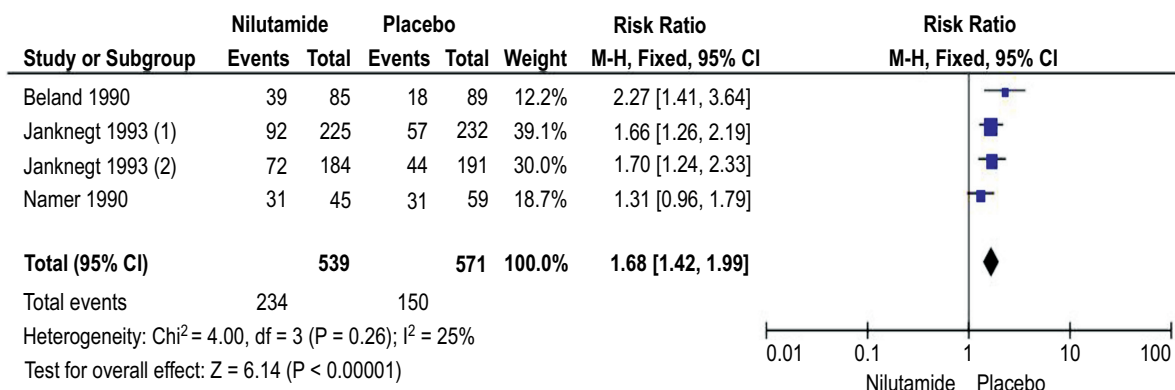 Nilutamide Placebo Risk Ratio Risk Ratio
Study or Subgroup Events Total Events Total Weight M-H, Fixed, 95% CI M-H, Fixed, 95% CI
Beland 1990 39 85 18 89 12.2% 2.27 [1.41, 3.64]
Janknegt 1993 (1) 92 225 57 232 39.1% 1.66 [1.26, 2.19]
Janknegt 1993 (2) 72 184 44 191 30.0% 1.70 [1.24, 2.33]
Namer 1990 31 45 31 59 18.7% 1.31 [0.96, 1.79]
Total (95% CI) 539 571 100.0% 1.68 [1.42, 1.99]
Total events 234 150
Heterogeneity: Chi² = 4.00, df = 3 (P = 0.26); I² = 25%
Test for overall effect: Z = 6.14 (P < 0.00001)
0.01 0.1 1 10 100
Nilutamide Placebo